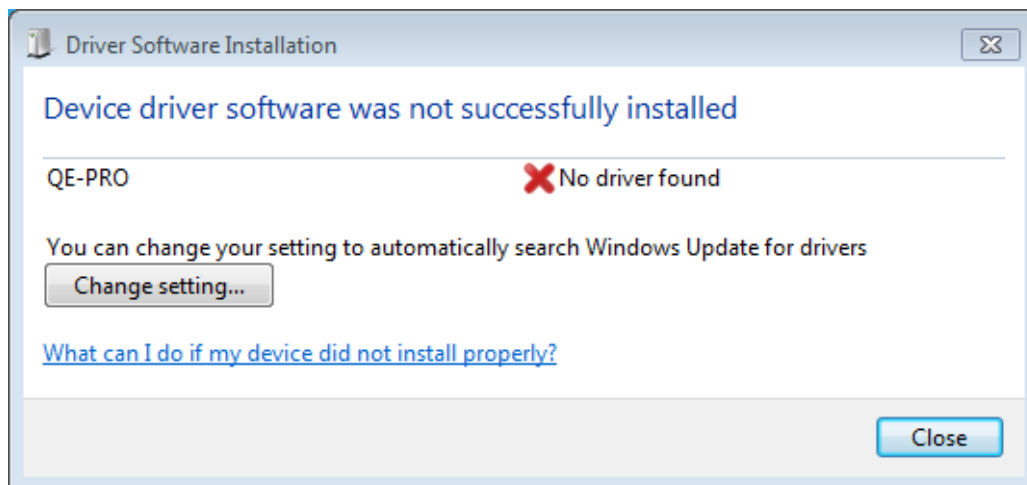 Driver Software Installation
Device driver software was not successfully installed
QE-PRO No driver found
You can change your setting to automatically search Windows Update for drivers
Change setting...
What can I do if my device did not install properly?
Close